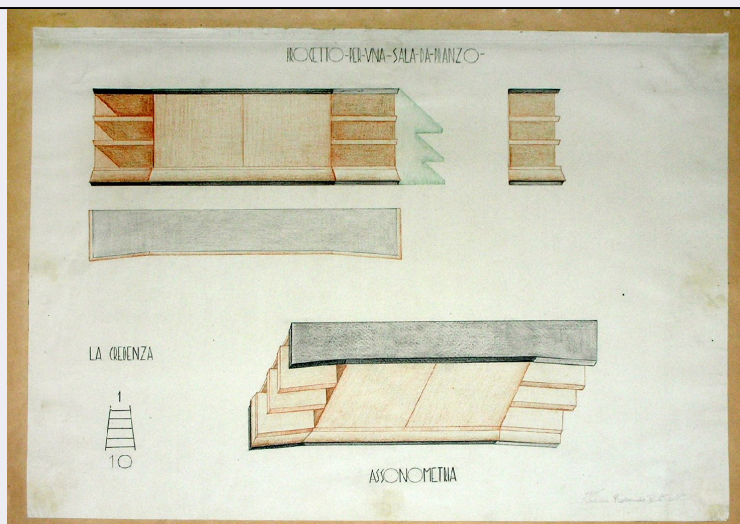 PROGETTO-PER-VNA-SALA-DA-PRANZO-
LA CREDENZA
1
10
ASSONOMETRIA